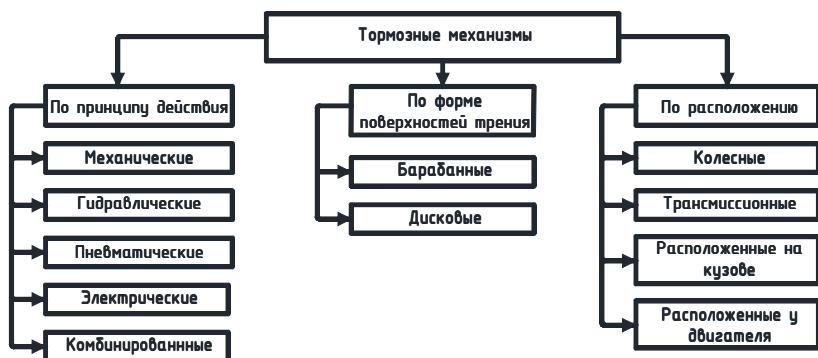 Тормозные механизмы
По принципу действия
Механические
Гидравлические
Пневматические
Электрические
Комбинированнные
По форме
поверхностей трения
Барабанные
Дисковые
По расположению
Колесные
Трансмиссионные
Расположенные на
кузове
Расположенные у
двигателя